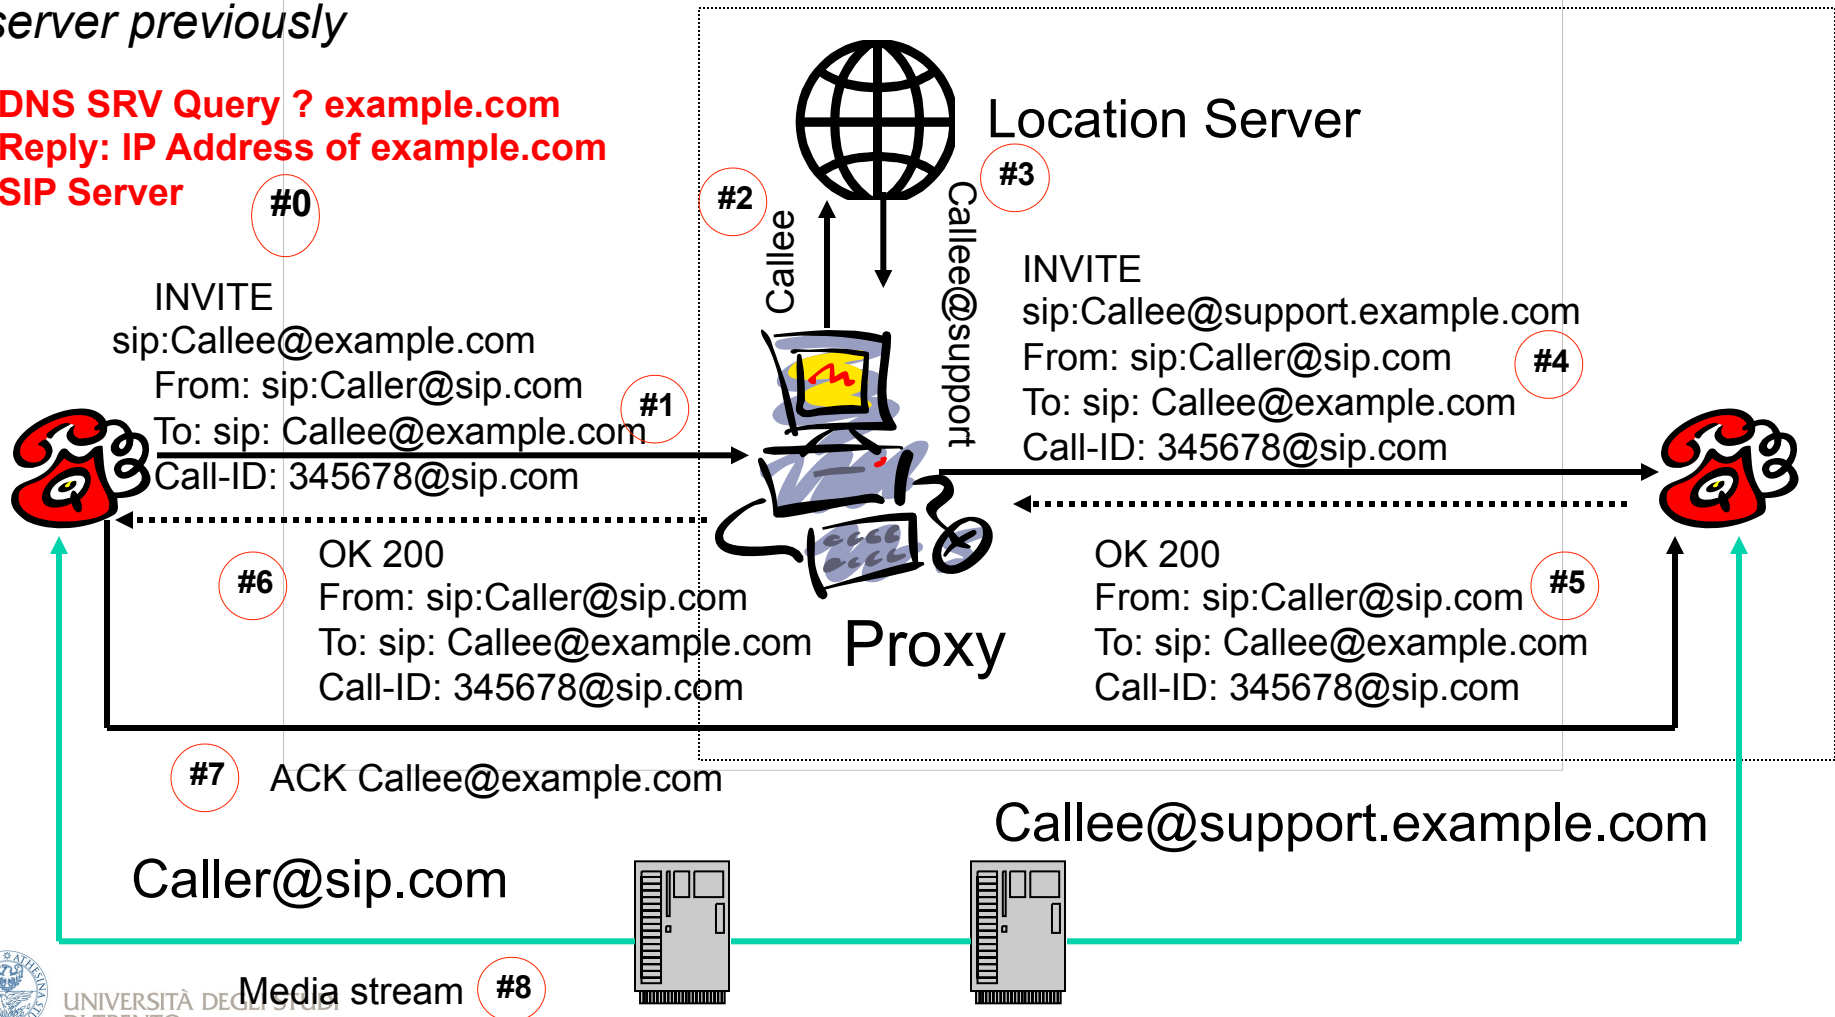 server previously
DNS SRV Query ? example.com
Reply: IP Address of example.com
SIP Server
#0
Location Server
#2
#3
Callee
Callee@support
INVITE
sip:Callee@example.com
From: sip:Caller@sip.com
To: sip: Callee@example.com
Call-ID: 345678@sip.com
#1
INVITE
sip:Callee@support.example.com
From: sip:Caller@sip.com
To: sip: Callee@example.com
Call-ID: 345678@sip.com
#4
#6
OK 200
From: sip:Caller@sip.com
To: sip: Callee@example.com
Call-ID: 345678@sip.com
Proxy
OK 200
From: sip:Caller@sip.com
To: sip: Callee@example.com
Call-ID: 345678@sip.com
#5
#7
ACK Callee@example.com
Callee@support.example.com
Caller@sip.com
Media stream
#8
UNIVERSITÀ DEGLI STUDI